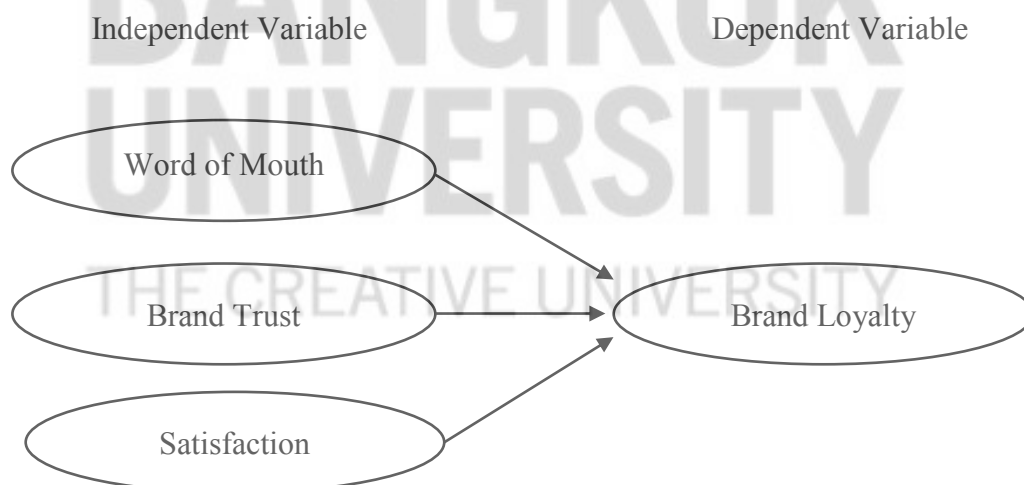 BANGKOK
Independent Variable Dependent Variable
UNIVERSITY
Word of Mouth
THE CREATIVE UNIVERSITY
Brand Trust Brand Loyalty
Satisfaction